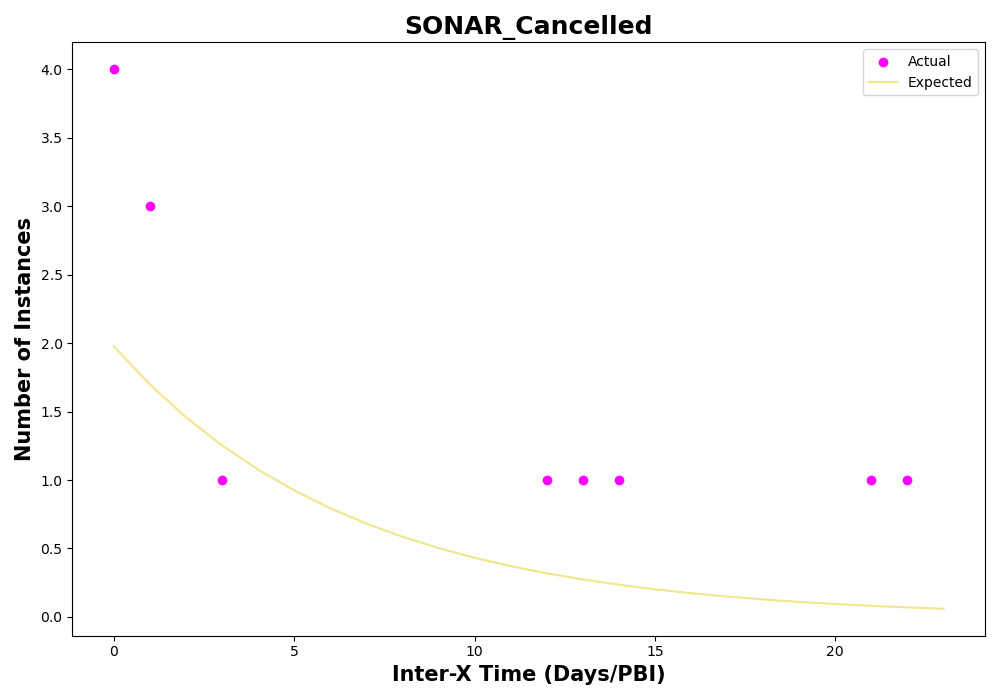 SONAR_Cancelled
Actual
Expected
Number of Instances
4.0
3.5
3.0
2.5
2.0
1.5
1.0
0.5
0.0
0
5
10
15
20
Inter-X Time (Days/PBI)